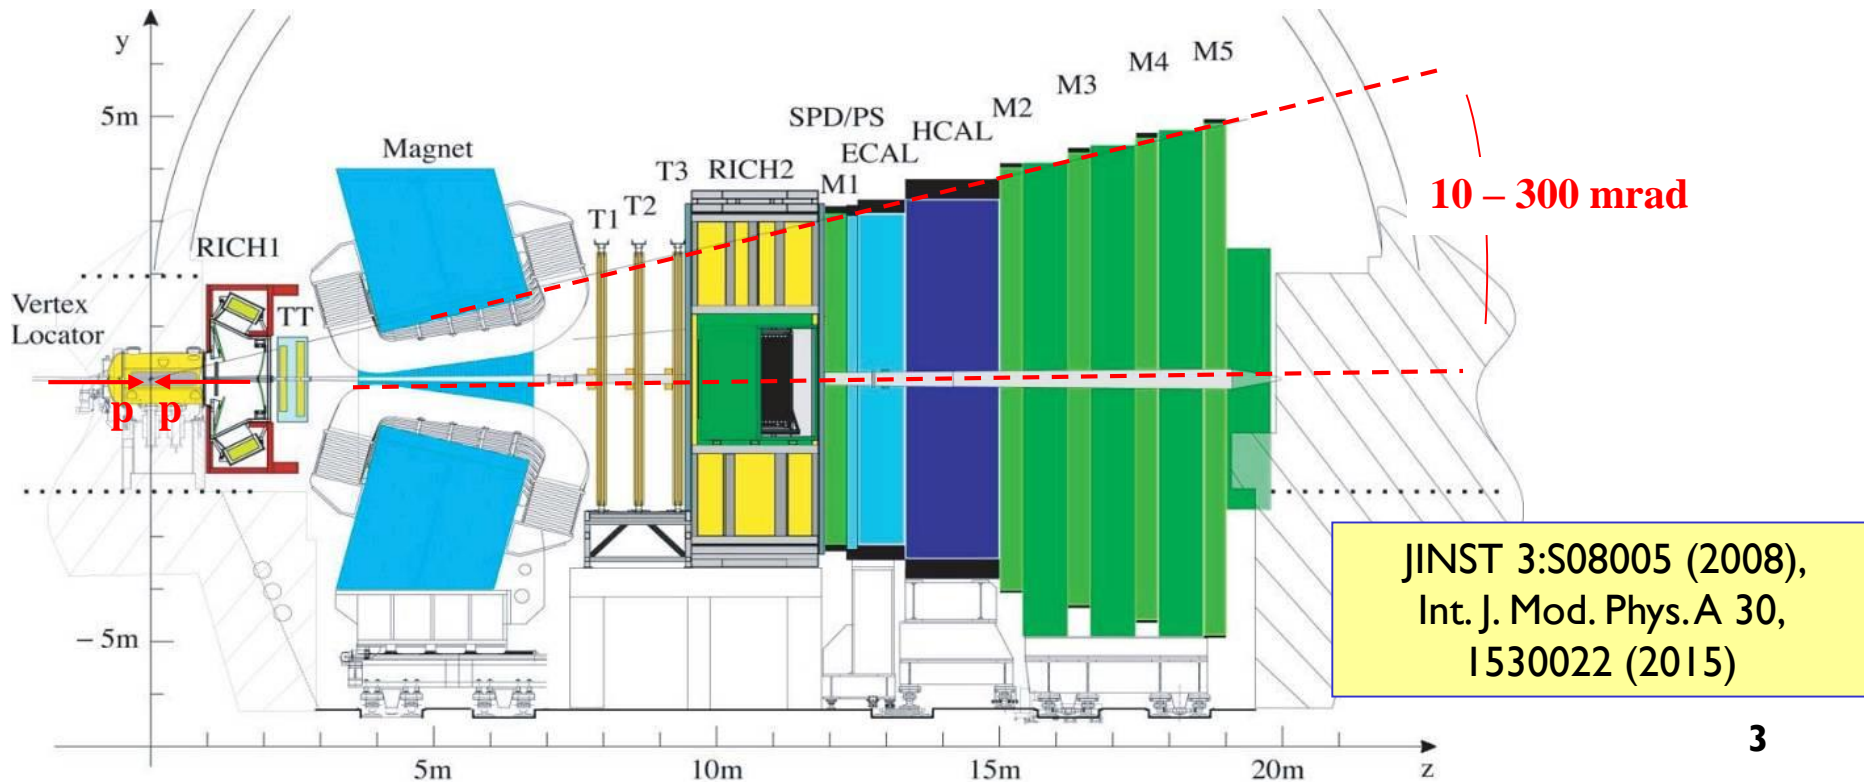 y
5m
Magnet
SPD/PS
ECAL
HCAL
M1
M2
M3
M4
M5
T1
T2
T3
RICH2
RICH1
TT
Vertex
Locator
p p
10 – 300 mrad
– 5m
JINST 3:S08005 (2008),
Int. J. Mod. Phys. A 30,
1530022 (2015)
3
5m
10m
15m
20m
z